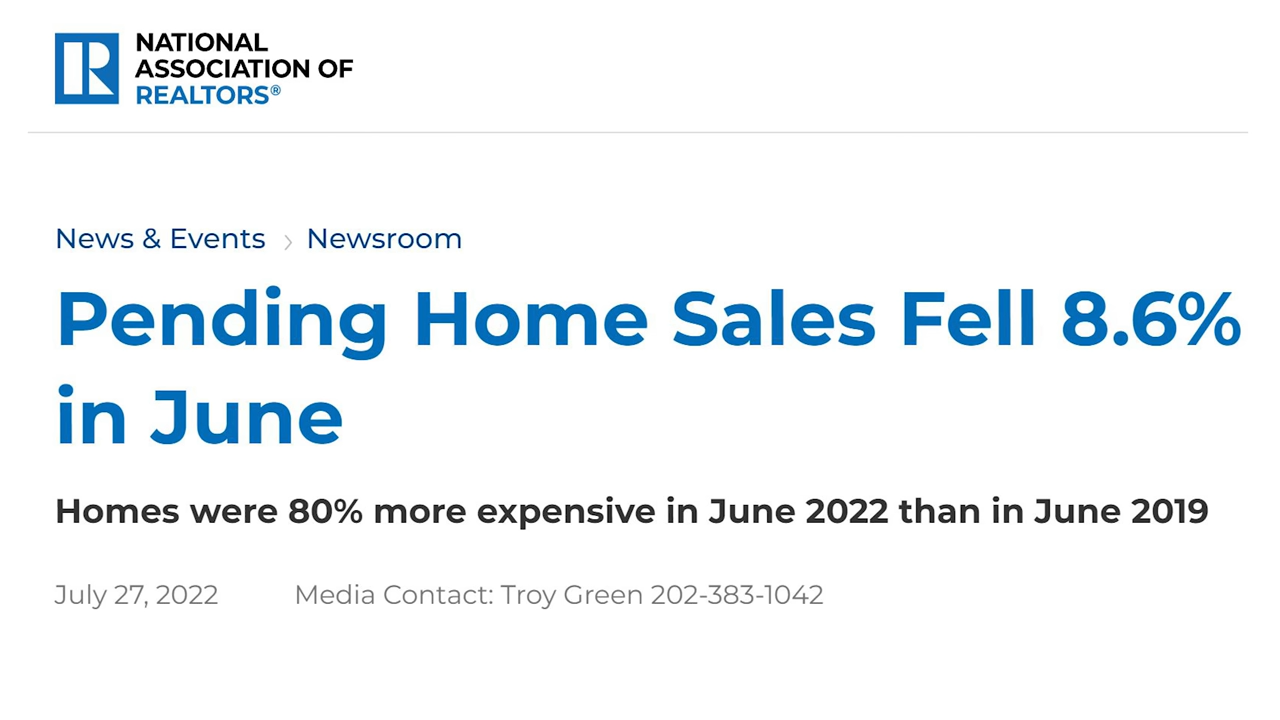 NATIONAL
ASSOCIATION OF
REALTORS®
News & Events › Newsroom
Pending Home Sales Fell 8.6%
in June
Homes were 80% more expensive in June 2022 than in June 2019
July 27, 2022 Media Contact: Troy Green 202-383-1042